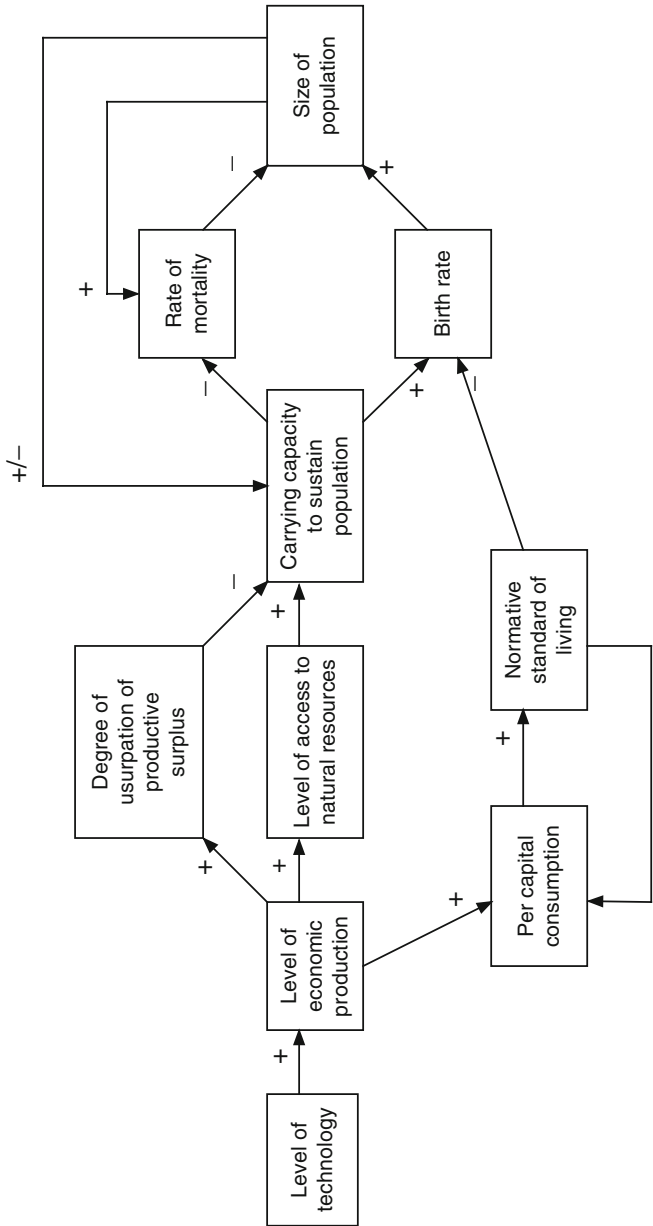 Level of
technology
+
Level of
economic
production
+
+
+
Degree of
usurpation of
productive
surplus
Level of access to
natural resources
Per capital
consumption
+
Normative
standard of
living
−
+
Carrying capacity
to sustain
population
+/−
−
+
−
Rate of
mortality
+
Birth rate
−
+
Size of
population